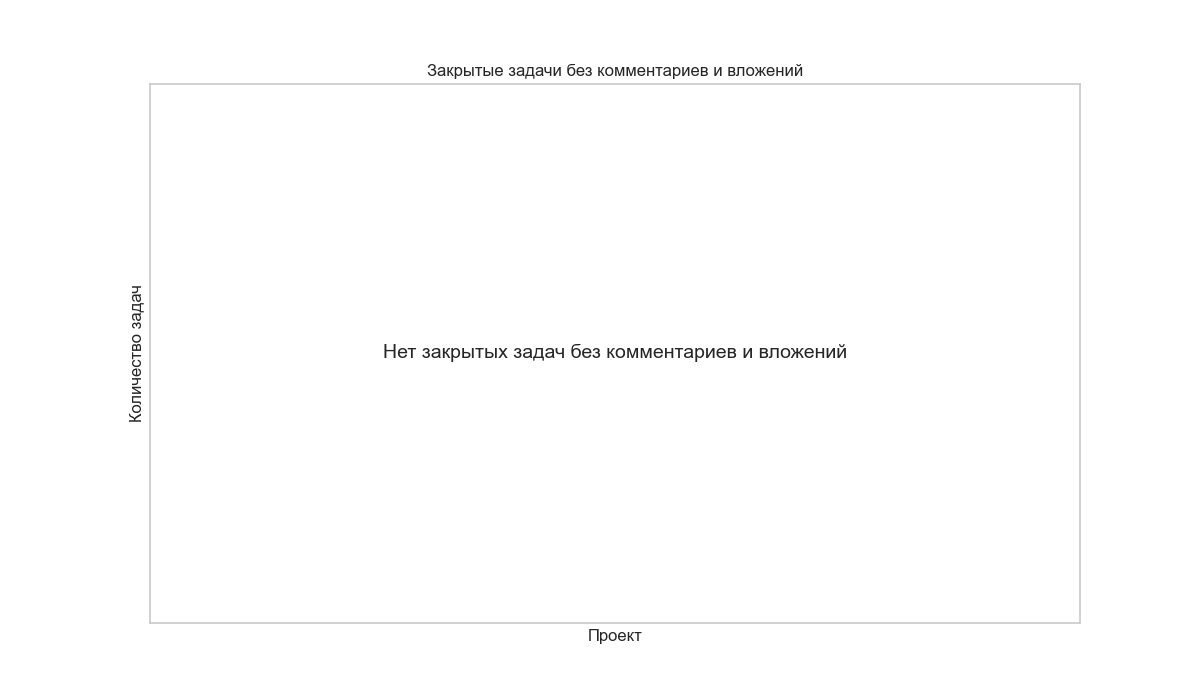 Закрытые задачи без комментариев и вложений
Количество задач
Нет закрытых задач без комментариев и вложений
Проект